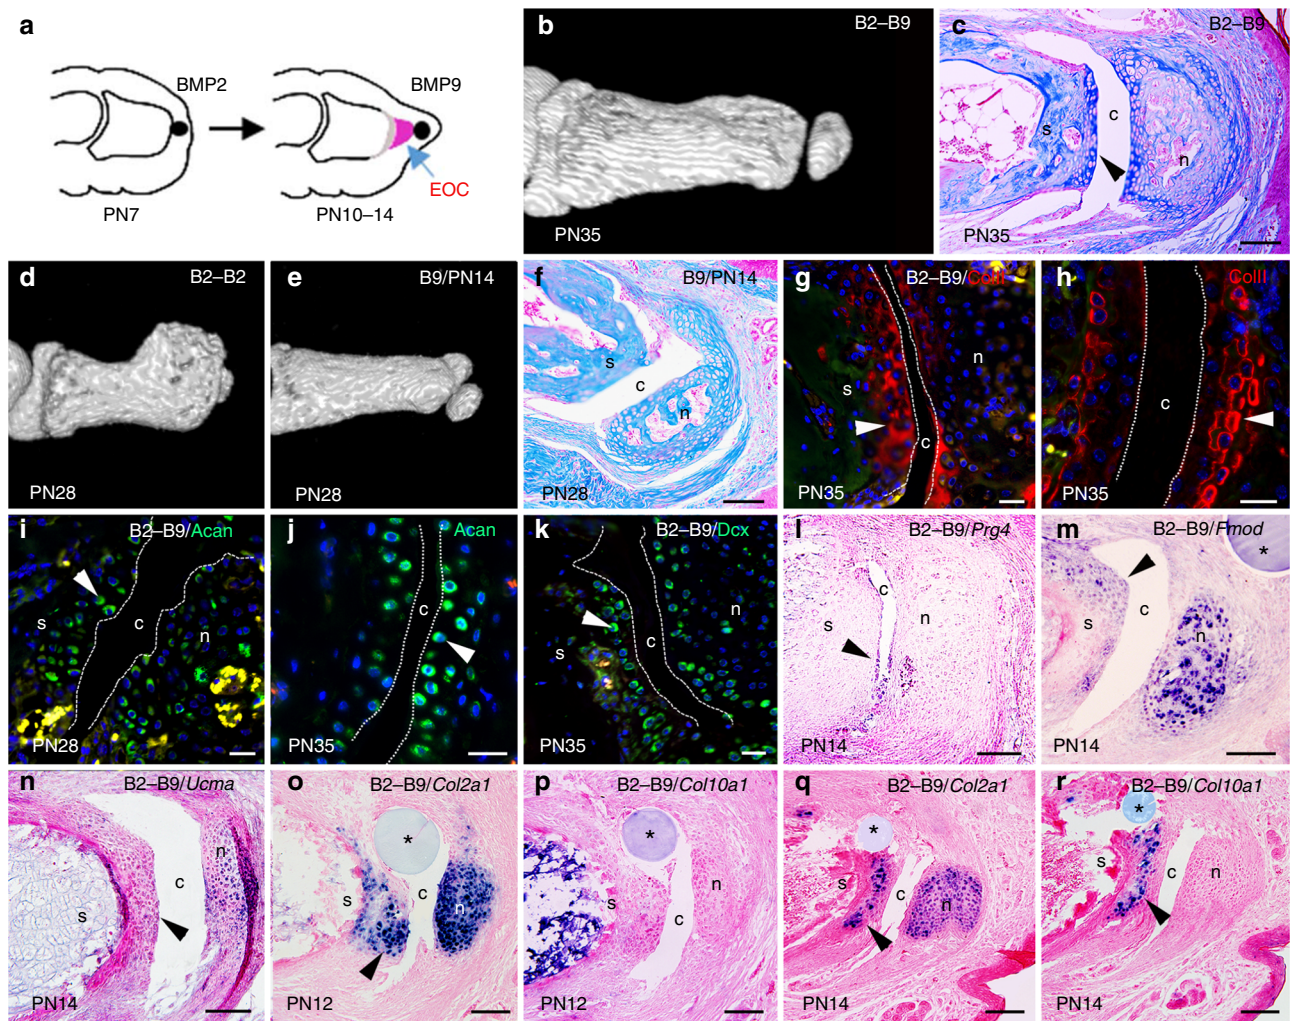 a
BMP2
BMP9
EOC
PN7
PN10–14
b
B2–B9
PN35
c
B2–B9
s
c
n
PN35
d
B2–B2
PN28
e
B9/PN14
PN28
f
B9/PN14
s
c
n
PN28
g
B2–B9/ColII
n
s
c
PN35
h
ColII
c
PN35
i
B2–B9/Acan
s
c
n
PN28
j
Acan
c
PN35
k
B2–B9/Dcx
n
s
c
PN35
l
B2–B9/Prg4
c
s
n
PN14
m
B2–B9/Fmod
*
c
s
n
PN14
n
B2–B9/Ucma
n
c
s
PN14
o
B2–B9/Col2a1
*
s
c
n
PN12
p
B2–B9/Col10a1
*
n
s
c
PN12
q
B2–B9/Col2a1
*
s
c
n
PN14
r
B2–B9/Col10a1
*
s
c
n
PN14